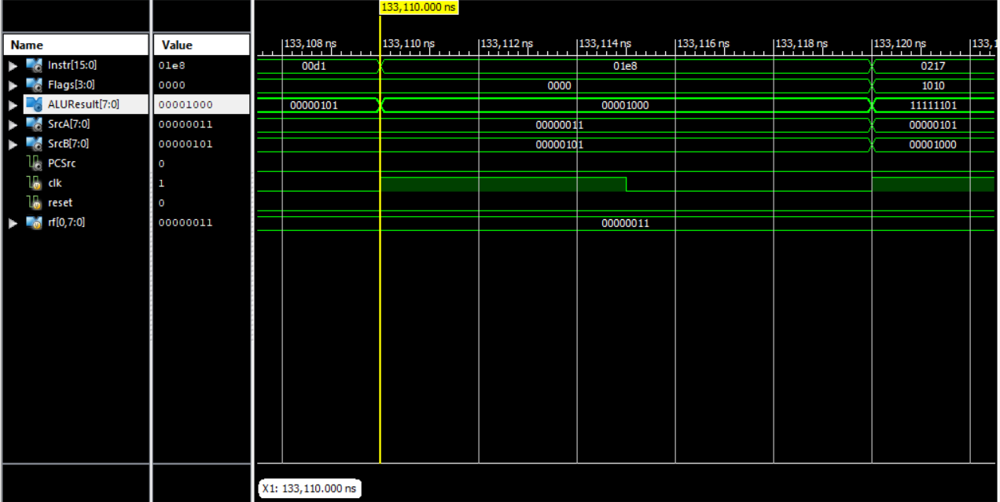 133,110.000 ns
Name Value 133,108 ns 133,110 ns 133,112 ns 133,114 ns 133,116 ns 133,118 ns 133,120 ns 133,1
Instr[15:0] 01e8 00d1 01e8 0217
Flags[3:0] 0000 0000 1010
ALUResult[7:0] 00001000 00000101 00001000 11111101
SrcA[7:0] 00000011 00000011 00000101
SrcB[7:0] 00000101 00000101 00001000
PCSrc 0
clk 1
reset 0
rf[0,7:0] 00000011 00000011
X1: 133,110.000 ns